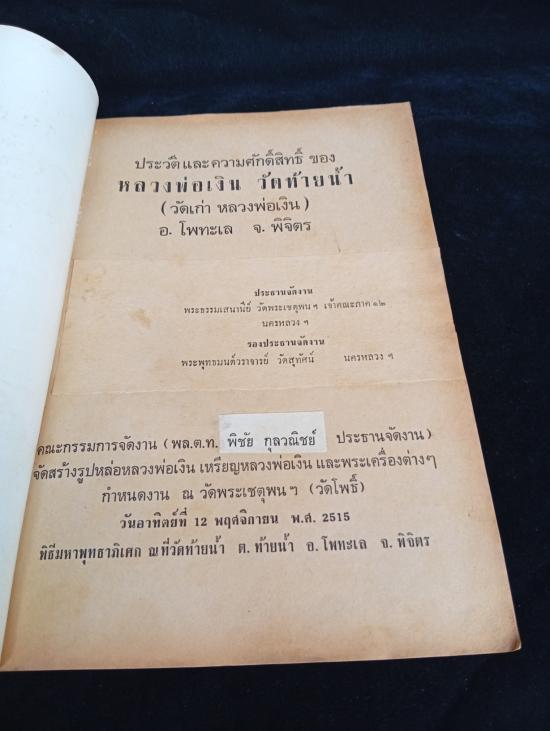 ประวัติและความศักดิ์สิทธิ์ ของ
หลวงพ่อเงิน วัดท้ายน้ำ
(วัดเก่า หลวงพ่อเงิน)
อ. โพทะเล จ. พิจิตร
ประธานจัดงาน
พระธรรมเสนานีย์ วัดพระเชตุพน ฯ เจ้าคณะภาค ๑๒
นครหลวง ฯ
รองประธานจัดงาน
พระพุทธมนต์วราจารย์ วัดสุทัศน์ นครหลวง ฯ
คณะกรรมการจัดงาน (พล.ต.ท. พิชัย กุลวณิชย์ ประธานจัดงาน)
จัดสร้างรูปหล่อหลวงพ่อเงิน เหรียญหลวงพ่อเงิน และพระเครื่องต่างๆ
กำหนดงาน ณ วัดพระเชตุพน ฯ (วัดโพธิ์)
วันอาทิตย์ที่ 12 พฤศจิกายน พ.ศ. 2515
พิธีมหาพุทธาภิเศก ณ ที่วัดท้ายน้ำ ต. ท้ายน้ำ อ. โพทะเล จ. พิจิตร